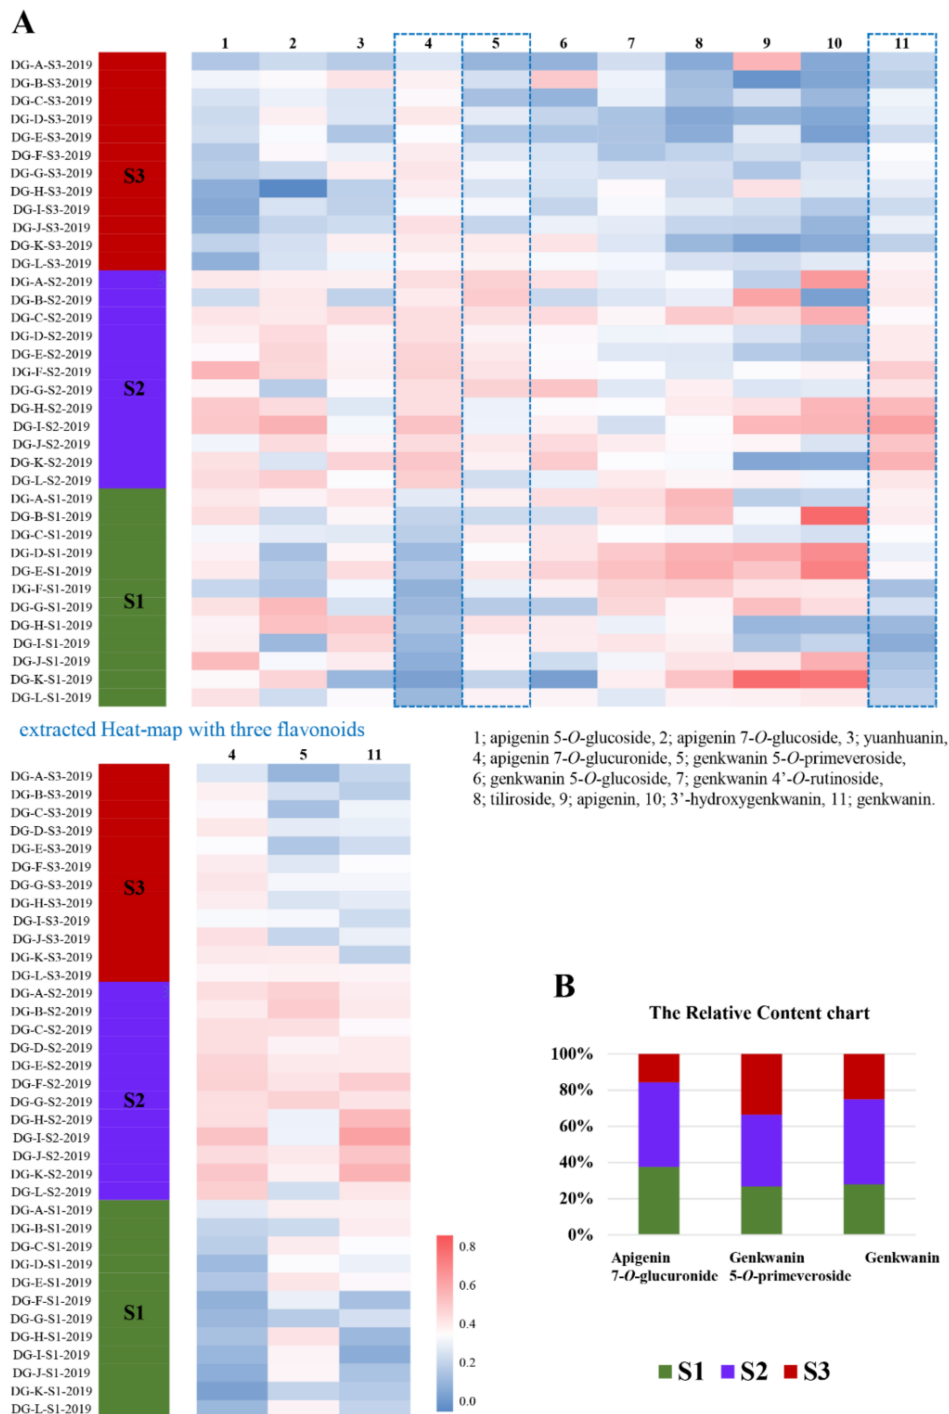 A
1 2 3 4 5 6 7 8 9 10 11
DG-A-S3-2019
DG-B-S3-2019
DG-C-S3-2019
DG-D-S3-2019
DG-E-S3-2019
DG-F-S3-2019
DG-G-S3-2019
DG-H-S3-2019
DG-I-S3-2019
DG-J-S3-2019
DG-K-S3-2019
DG-L-S3-2019
S3
DG-A-S2-2019
DG-B-S2-2019
DG-C-S2-2019
DG-D-S2-2019
DG-E-S2-2019
DG-F-S2-2019
DG-G-S2-2019
DG-H-S2-2019
DG-I-S2-2019
DG-J-S2-2019
DG-K-S2-2019
DG-L-S2-2019
S2
DG-A-S1-2019
DG-B-S1-2019
DG-C-S1-2019
DG-D-S1-2019
DG-E-S1-2019
DG-F-S1-2019
DG-G-S1-2019
DG-H-S1-2019
DG-I-S1-2019
DG-J-S1-2019
DG-K-S1-2019
DG-L-S1-2019
S1
extracted Heat-map with three flavonoids
1; apigenin 5-O-glucoside, 2; apigenin 7-O-glucoside, 3; yuanhuanin,
4; apigenin 7-O-glucuronide, 5; genkwanin 5-O-primeveroside,
6; genkwanin 5-O-glucoside, 7; genkwanin 4’-O-rutinoside,
8; tiliroside, 9; apigenin, 10; 3’-hydroxygenkwanin, 11; genkwanin.
4 5 11
DG-A-S3-2019
DG-B-S3-2019
DG-C-S3-2019
DG-D-S3-2019
DG-E-S3-2019
DG-F-S3-2019
DG-G-S3-2019
DG-H-S3-2019
DG-I-S3-2019
DG-J-S3-2019
DG-K-S3-2019
DG-L-S3-2019
S3
DG-A-S2-2019
DG-B-S2-2019
DG-C-S2-2019
DG-D-S2-2019
DG-E-S2-2019
DG-F-S2-2019
DG-G-S2-2019
DG-H-S2-2019
DG-I-S2-2019
DG-J-S2-2019
DG-K-S2-2019
DG-L-S2-2019
S2
DG-A-S1-2019
DG-B-S1-2019
DG-C-S1-2019
DG-D-S1-2019
DG-E-S1-2019
DG-F-S1-2019
DG-G-S1-2019
DG-H-S1-2019
DG-I-S1-2019
DG-J-S1-2019
DG-K-S1-2019
DG-L-S1-2019
S1
0.8
0.6
0.4
0.2
0.0
B
The Relative Content chart
100%
80%
60%
40%
20%
0%
Apigenin
7-O-glucuronide
Genkwanin
5-O-primeveroside
Genkwanin
S1 S2 S3